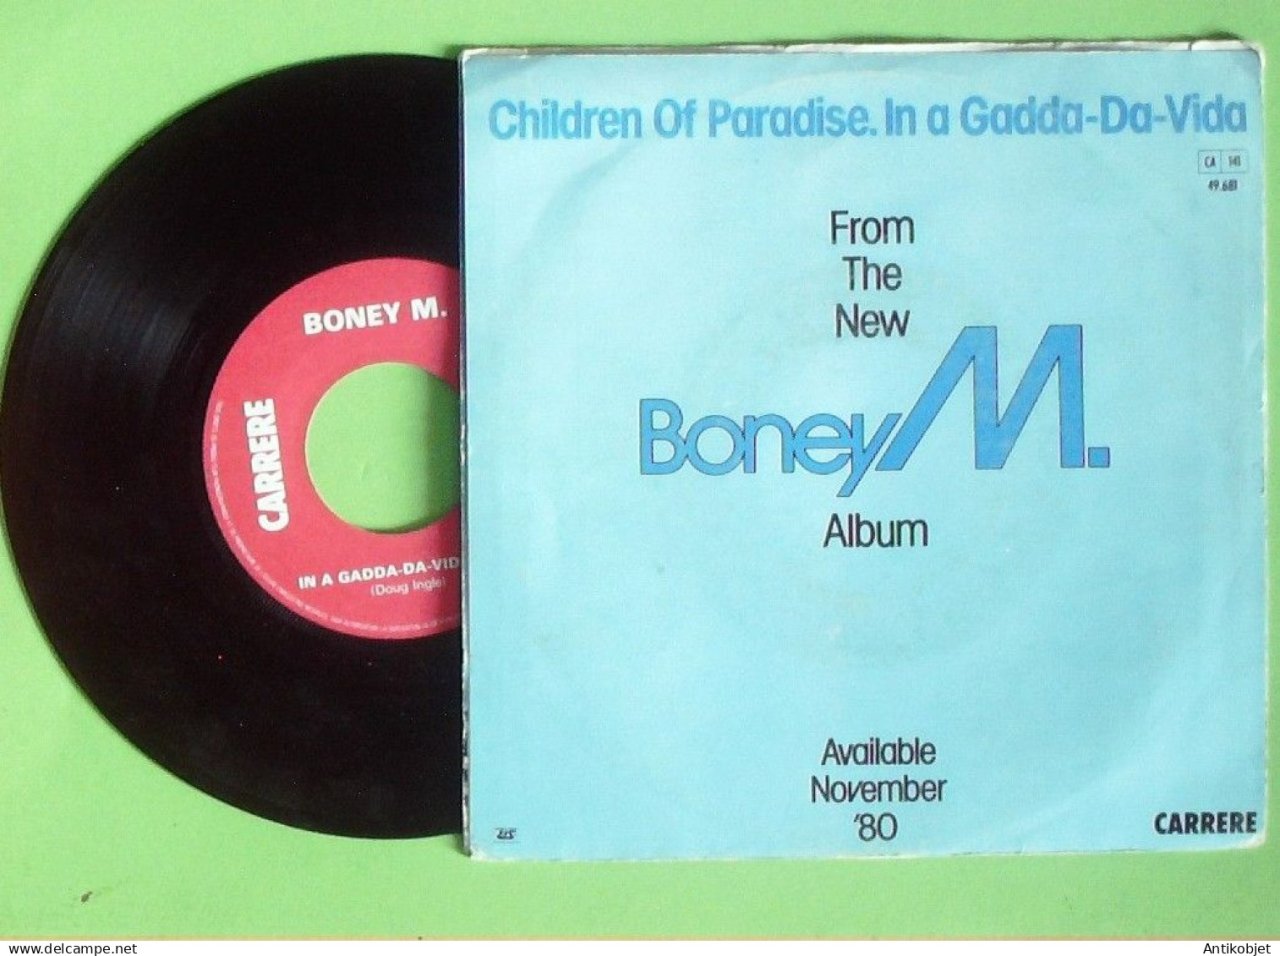 Children Of Paradise. In a Gadda-Da-Vida
CA 141
49.681
From
The
New
Boney M.
Album
Available
November
'80
CARRERE
BONEY M.
CARRERE
IN A GADDA-DA-VID
(Doug Ingle)
www.delcampe.net
Antikobjet